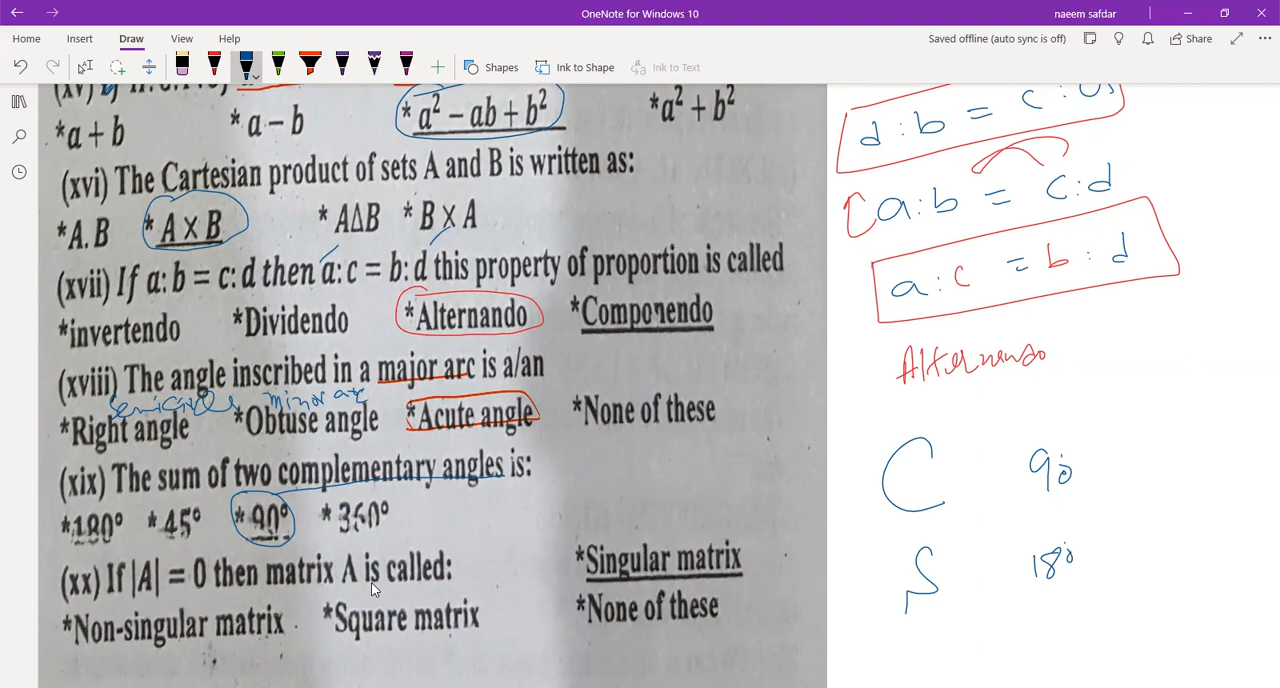 OneNote for Windows 10
naeem safdar
Home Insert Draw View Help
Saved offline (auto sync is off) Share
Shapes Ink to Shape Ink to Text
*a + b *a − b *a² − ab + b² *a² + b²
(xvi) The Cartesian product of sets A and B is written as:
*A. B *A × B *A∆B *B × A
(xvii) If a: b = c: d then a: c = b: d this property of proportion is called
*invertendo *Dividendo *Alternando *Componendo
(xviii) The angle inscribed in a major arc is a/an
semicircle minor arc
*Right angle *Obtuse angle *Acute angle *None of these
(xix) The sum of two complementary angles is:
*180° *45° *90° *360°
(xx) If |A| = 0 then matrix A is called: *Singular matrix
*Non-singular matrix *Square matrix *None of these
d : b =
a : b = c : d
a : c = b : d
Alternendo
C 90
S 180